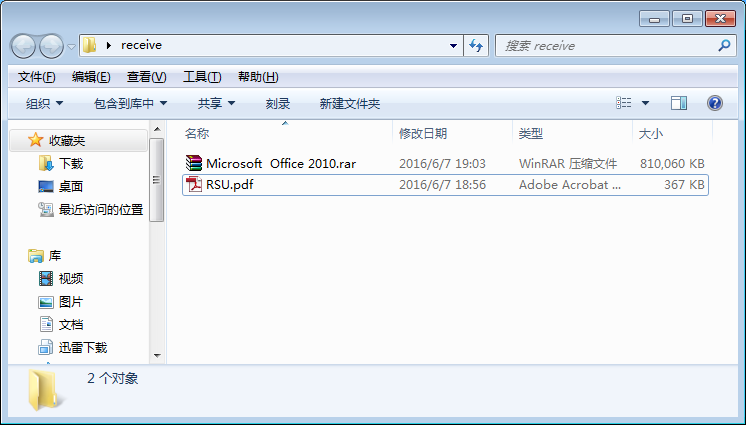 receive
搜索 receive
文件(F) 编辑(E) 查看(V) 工具(T) 帮助(H)
组织 包含到库中 共享 刻录 新建文件夹
收藏夹
下载
桌面
最近访问的位置
库
视频
图片
文档
迅雷下载
名称 修改日期 类型 大小
Microsoft Office 2010.rar 2016/6/7 19:03 WinRAR 压缩文件 810,060 KB
RSU.pdf 2016/6/7 18:56 Adobe Acrobat ... 367 KB
2 个对象